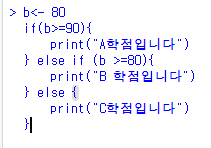 > b<- 80
if(b>=90){
print("A학점입니다")
} else if (b >=80){
print("B 학점입니다")
} else {
print("C학점입니다")
}